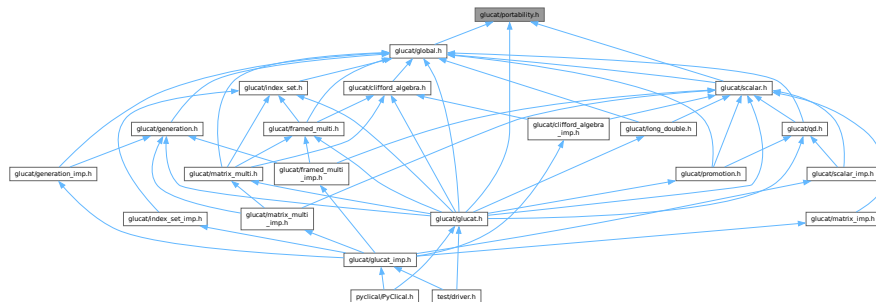 glucat/portability.h
glucat/global.h
glucat/index_set.h
glucat/clifford_algebra.h
glucat/scalar.h
glucat/generation.h
glucat/framed_multi.h
glucat/clifford_algebra
_imp.h
glucat/long_double.h
glucat/qd.h
glucat/generation_imp.h
glucat/matrix_multi.h
glucat/framed_multi
_imp.h
glucat/promotion.h
glucat/scalar_imp.h
glucat/index_set_imp.h
glucat/matrix_multi
_imp.h
glucat/glucat.h
glucat/matrix_imp.h
glucat/glucat_imp.h
pyclical/PyClical.h
test/driver.h